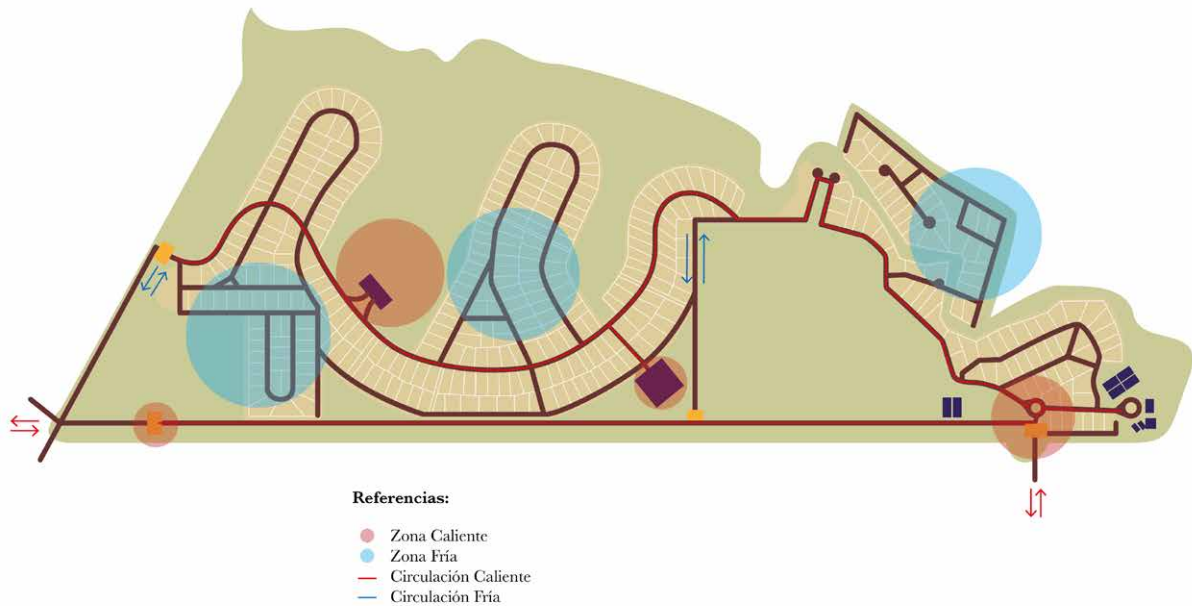 Referencias:
Zona Caliente
Zona Fría
Circulación Caliente
Circulación Fría